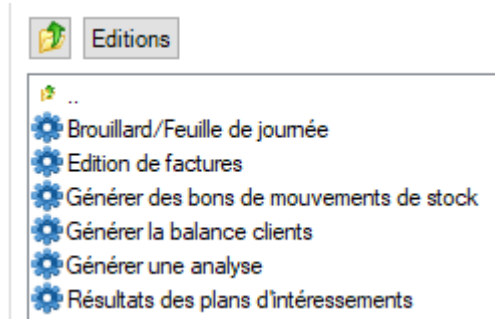 Editions
..
Brouillard/Feuille de journée
Edition de factures
Générer des bons de mouvements de stock
Générer la balance clients
Générer une analyse
Résultats des plans d'intéressements